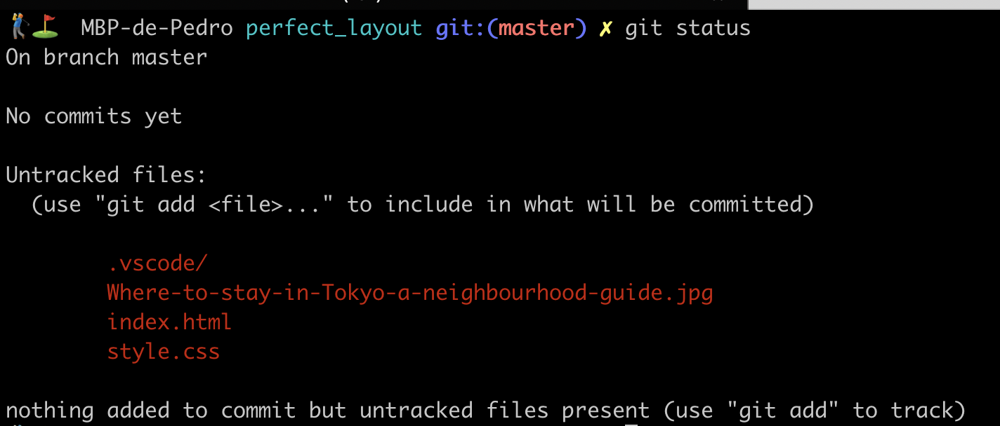 MBP-de-Pedro perfect_layout git:(master) ✗ git status
On branch master
No commits yet
Untracked files:
(use "git add <file>..." to include in what will be committed)
.vscode/
Where-to-stay-in-Tokyo-a-neighbourhood-guide.jpg
index.html
style.css
nothing added to commit but untracked files present (use "git add" to track)